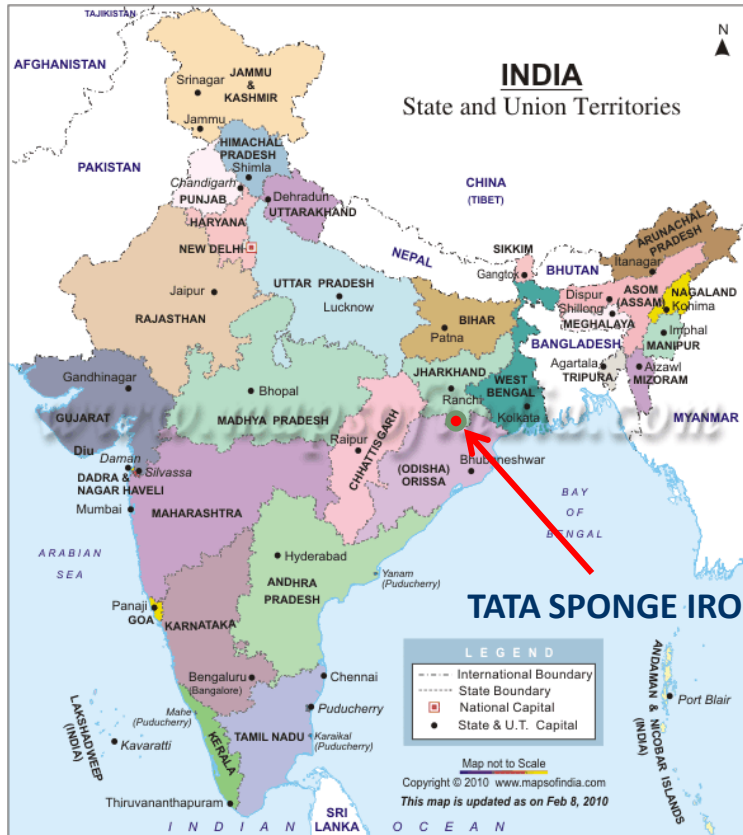 TAJIKISTAN
N
AFGHANISTAN
JAMMU
&
KASHMIR
Srinagar
INDIA
State and Union Territories
Jammu
HIMACHAL
PRADESH
Shimla
PAKISTAN
Chandigarh
PUNJAB
Dehradun
UTTARAKHAND
CHINA
(TIBET)
HARYANA
NEW DELHI
NEPAL
SIKKIM
Gangtok
BHUTAN
ARUNACHAL
PRADESH
Itanagar
Jaipur
RAJASTHAN
UTTAR PRADESH
Lucknow
BIHAR
Patna
Dispur
Shillong
MEGHALAYA
ASOM
(ASSAM)
NAGALAND
Kohima
Imphal
MANIPUR
BANGLADESH
Agartala
TRIPURA
Aizawl
MIZORAM
MYANMAR
Gandhinagar
GUJARAT
Bhopal
MADHYA PRADESH
JHARKHAND
Ranchi
WEST
BENGAL
Kolkata
www.mapsofindia.com
Diu
Daman
Silvassa
DADRA &
NAGAR HAVELI
Raipur
CHHATTISGARH
(ODISHA)
ORISSA
Bhubaneshwar
Mumbai
MAHARASHTRA
BAY
OF
BENGAL
ARABIAN
SEA
Hyderabad
ANDHRA
PRADESH
Yanam
(Puducherry)
TATA SPONGE IRO
Panaji
GOA
KARNATAKA
Bengaluru
(Bangalore)
Chennai
Mahe
(Puducherry)
Puducherry
Karaikal
(Puducherry)
TAMIL NADU
KERALA
LAKSHADWEEP
(INDIA)
Kavaratti
Thiruvananthapuram
SRI
LANKA
INDIAN OCEAN
LEGEND
International Boundary
State Boundary
National Capital
State & U.T. Capital
Map not to Scale
Copyright © 2010 www.mapsofindia.com
This map is updated as on Feb 8, 2010
ANDAMAN & NICOBAR ISLANDS
(INDIA)
Port Blair